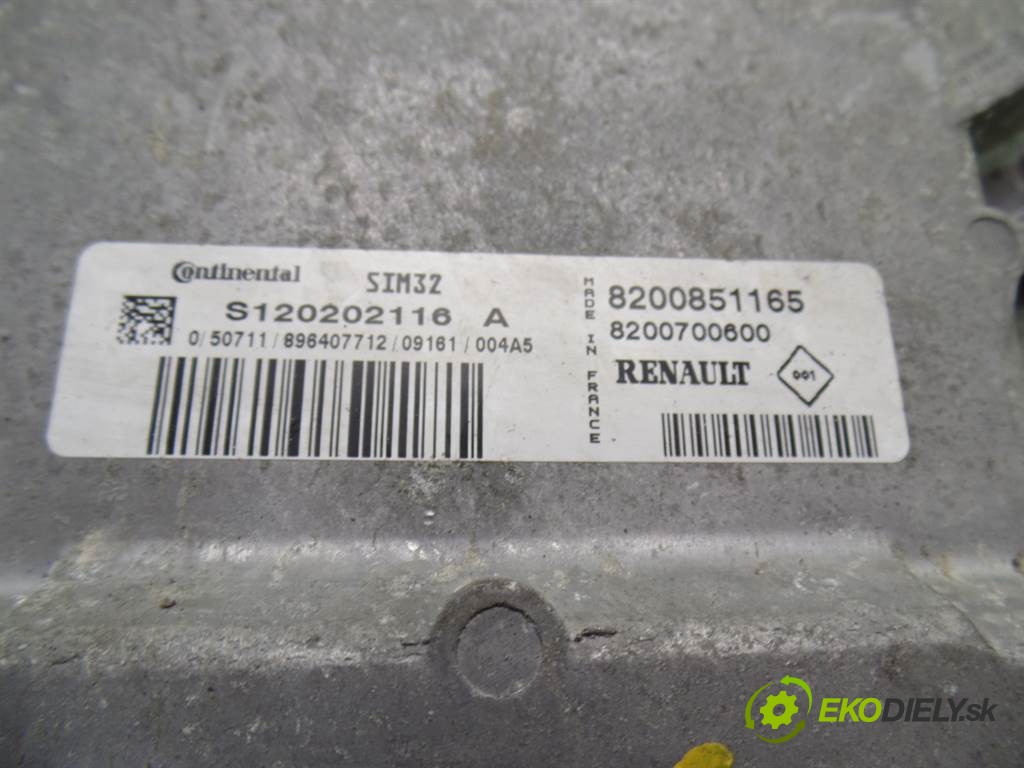 Continental SIM32
S120202116 A
0/50711/896407712/09161/004A5
MADE IN FRANCE
8200851165
8200700600
RENAULT 001
EKODIELY.sk